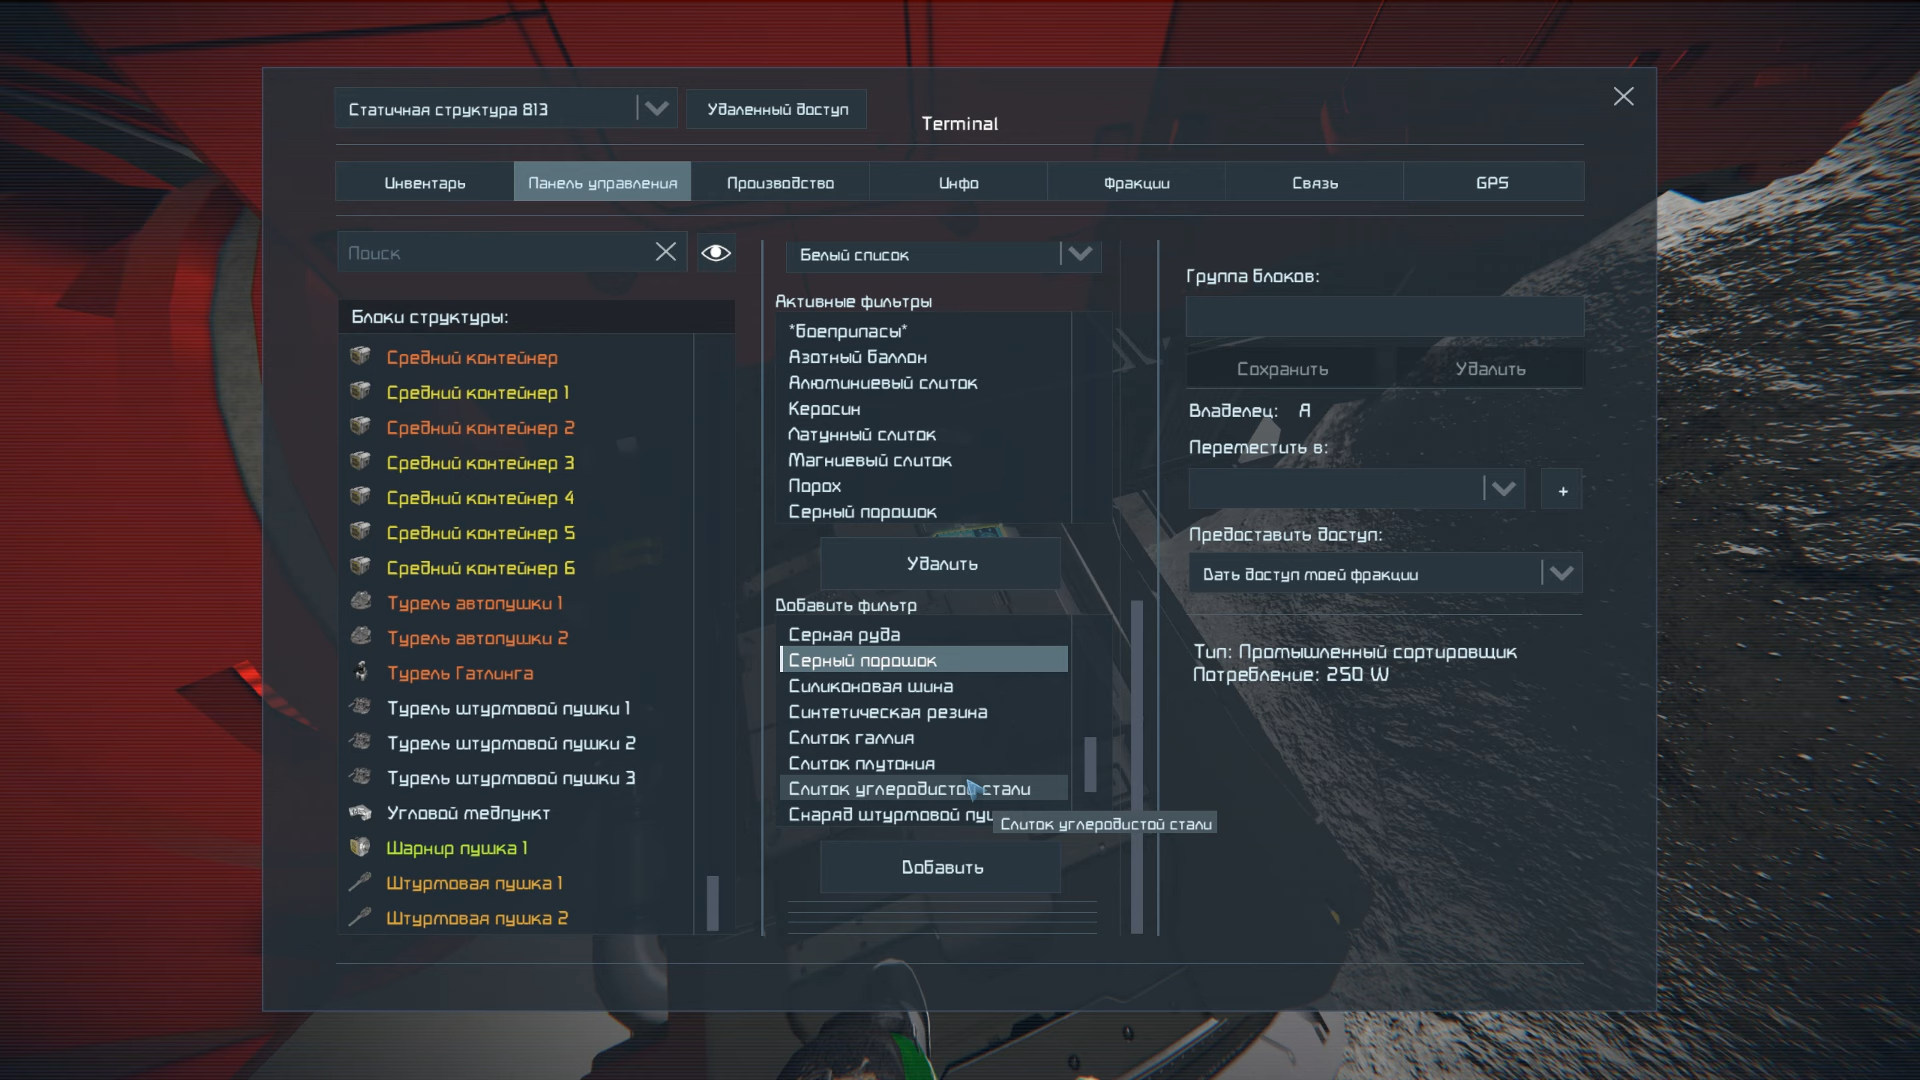 Статичная структура 813
Удаленный доступ
Terminal
Инвентарь
Панель управления
Производство
Инфо
Фракции
Связь
GPS
Поиск
Блоки структуры:
Средний контейнер
Средний контейнер 1
Средний контейнер 2
Средний контейнер 3
Средний контейнер 4
Средний контейнер 5
Средний контейнер 6
Турель автопушки 1
Турель автопушки 2
Турель Гатлинга
Турель штурмовой пушки 1
Турель штурмовой пушки 2
Турель штурмовой пушки 3
Угловой медпункт
Шарнир пушка 1
Штурмовая пушка 1
Штурмовая пушка 2
Белый список
Активные фильтры
*Боеприпасы*
Азотный баллон
Алюминиевый слиток
Керосин
Латунный слиток
Магниевый слиток
Порох
Серный порошок
Удалить
Добавить фильтр
Серная руда
Серный порошок
Силиконовая шина
Синтетическая резина
Слиток галлия
Слиток плутония
Слиток углеродистой стали
Снаряд штурмовой пуш
Слиток углеродистой стали
Добавить
Группа блоков:
Сохранить
Удалить
Владелец: Я
Переместить в:
+
Предоставить доступ:
Дать доступ моей фракции
Тип: Промышленный сортировщик
Потребление: 250 W